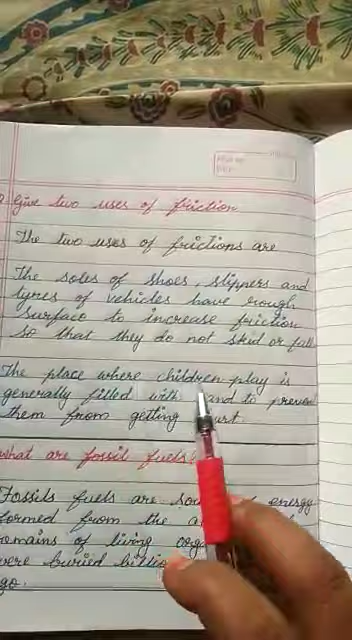 Give two uses of friction
The two uses of frictions are
The soles of shoes, slippers and
tyres of vehicles have rough
surface to increase friction
so that they do not skid or fall
The place where children play is
generally filled with and to
them from getting
what are fossil fuels?
Fossils fuels are energy
formed from the
of living
were buried